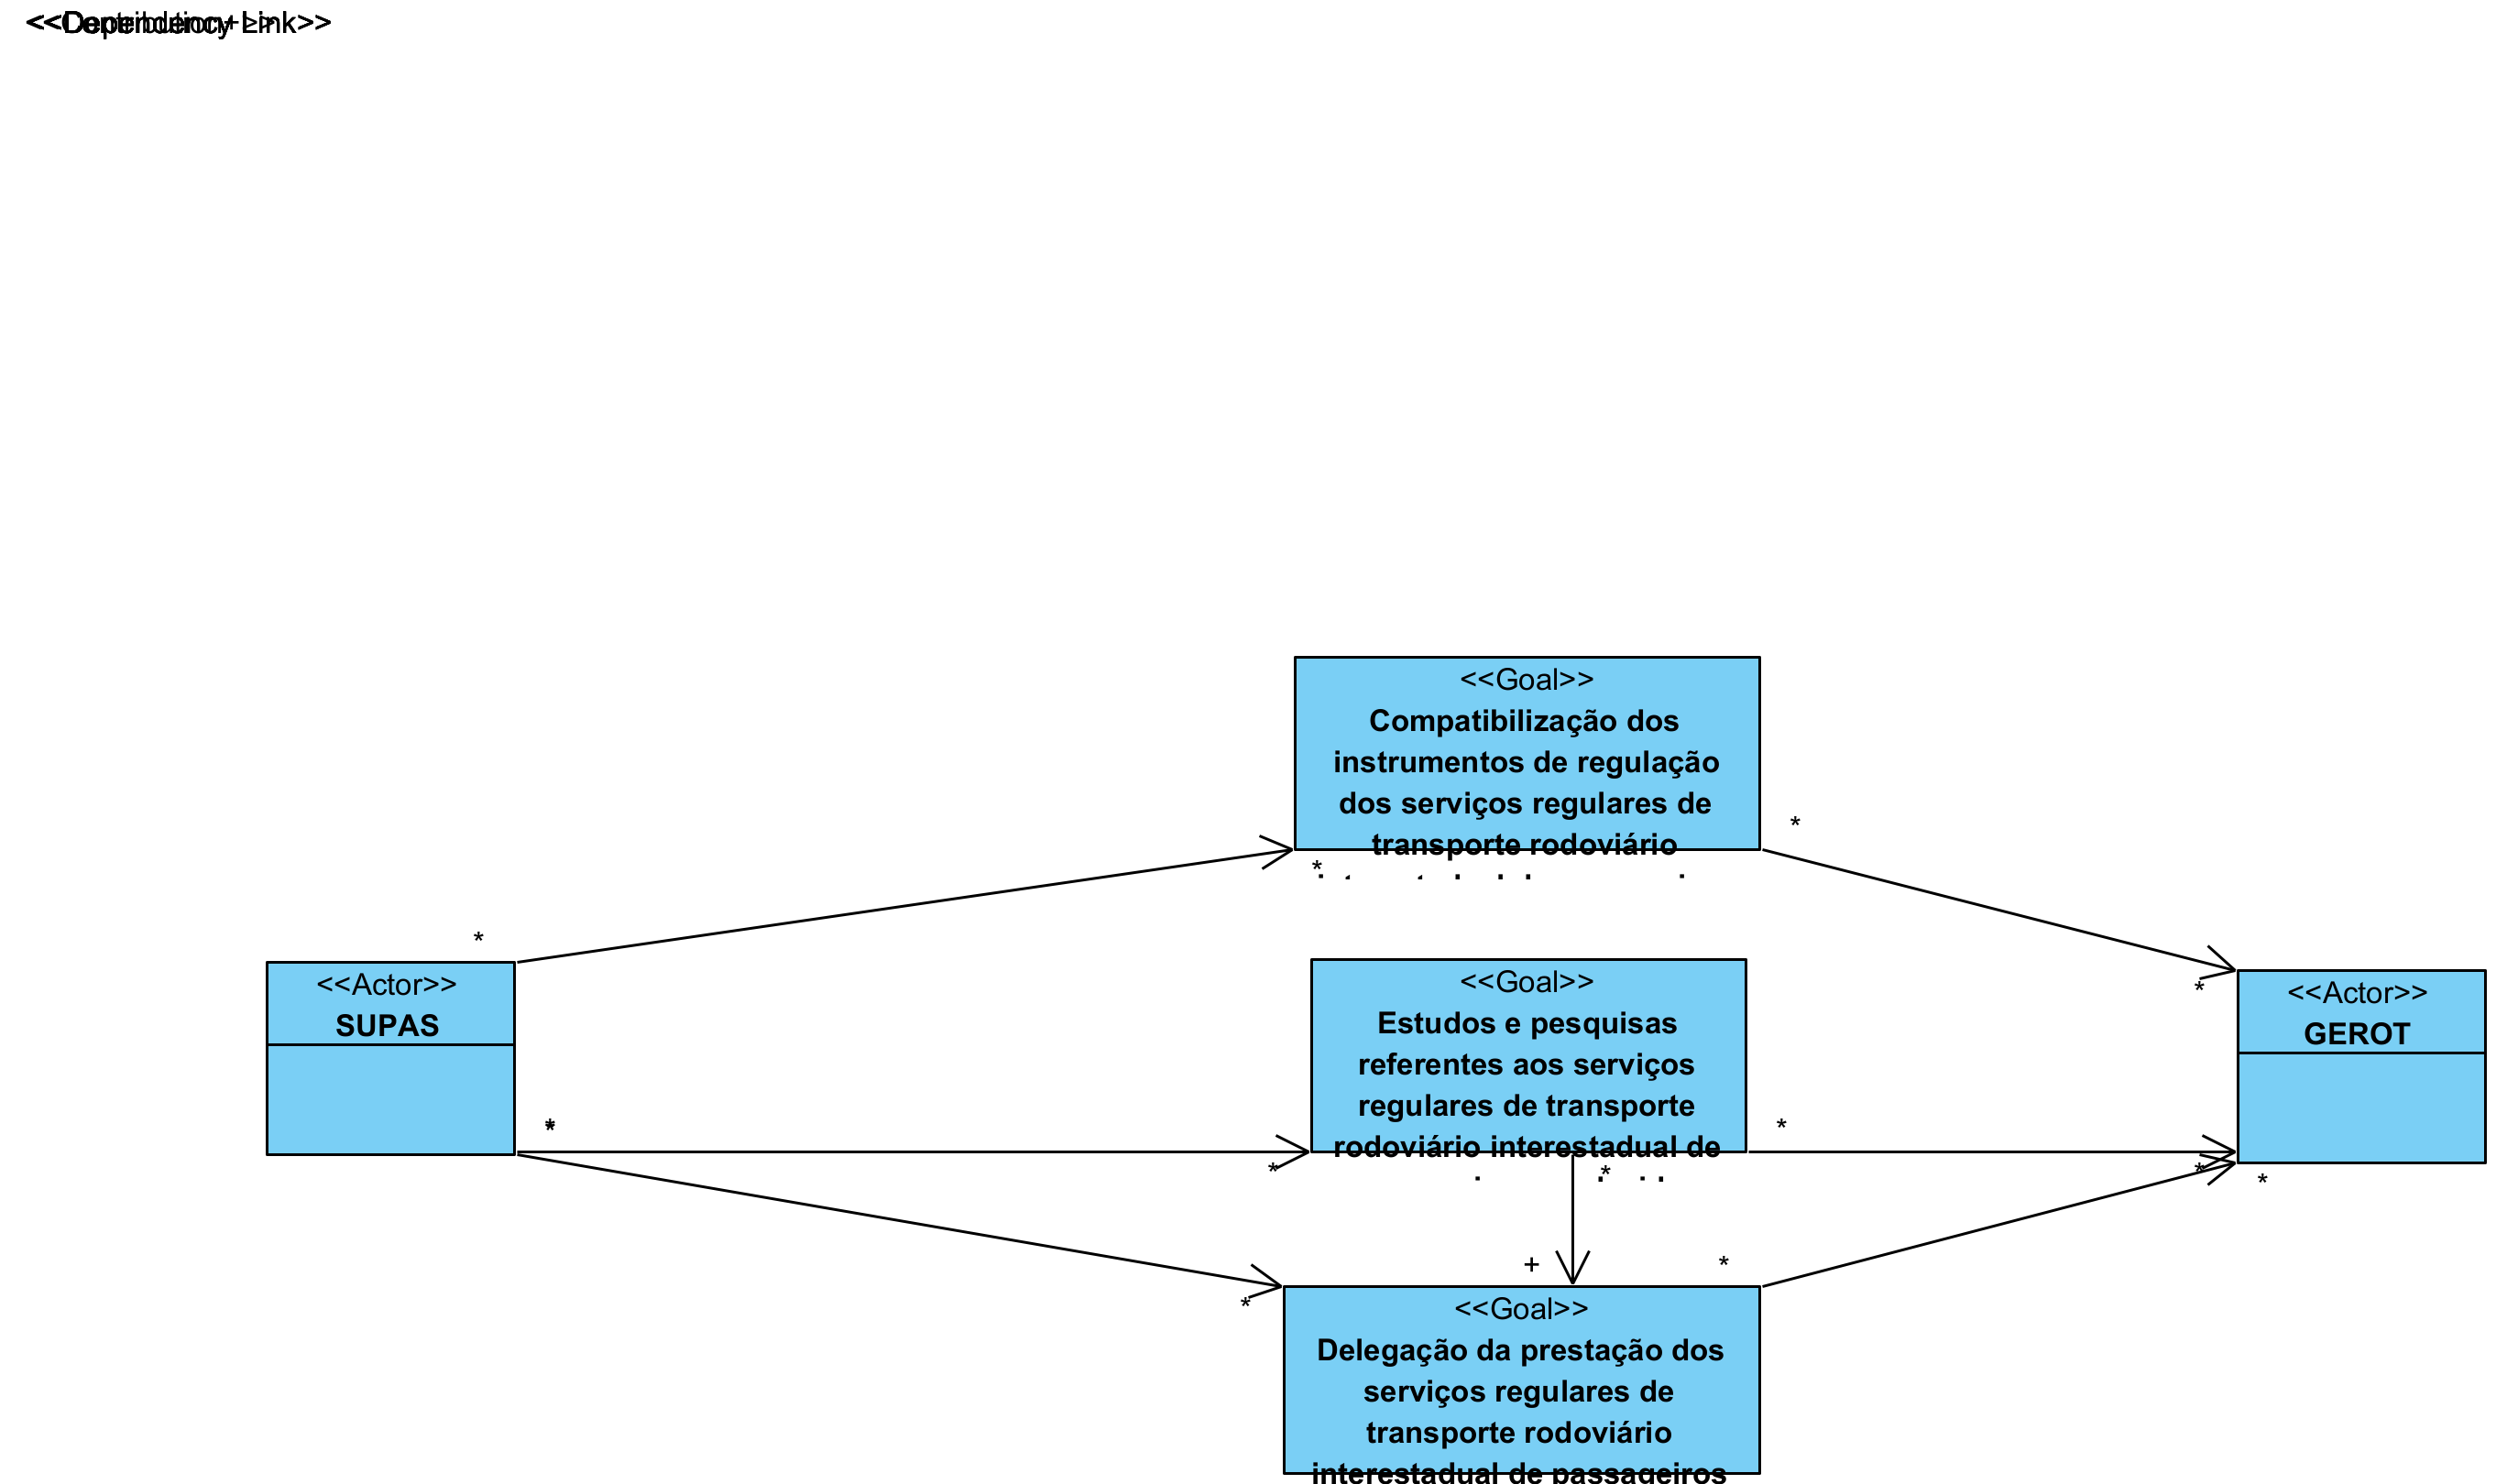 <<Dependency Link>>
<<Contribution+>>
<<Goal>>
Compatibilização dos
instrumentos de regulação
dos serviços regulares de
transporte rodoviário
*
*
*
*
<<Actor>>
SUPAS
<<Goal>>
Estudos e pesquisas
referentes aos serviços
regulares de transporte
rodoviário interestadual de
<<Actor>>
GEROT
*
*
*
*
*
*
*
+
*
*
<<Goal>>
Delegação da prestação dos
serviços regulares de
transporte rodoviário
interestadual de passageiros